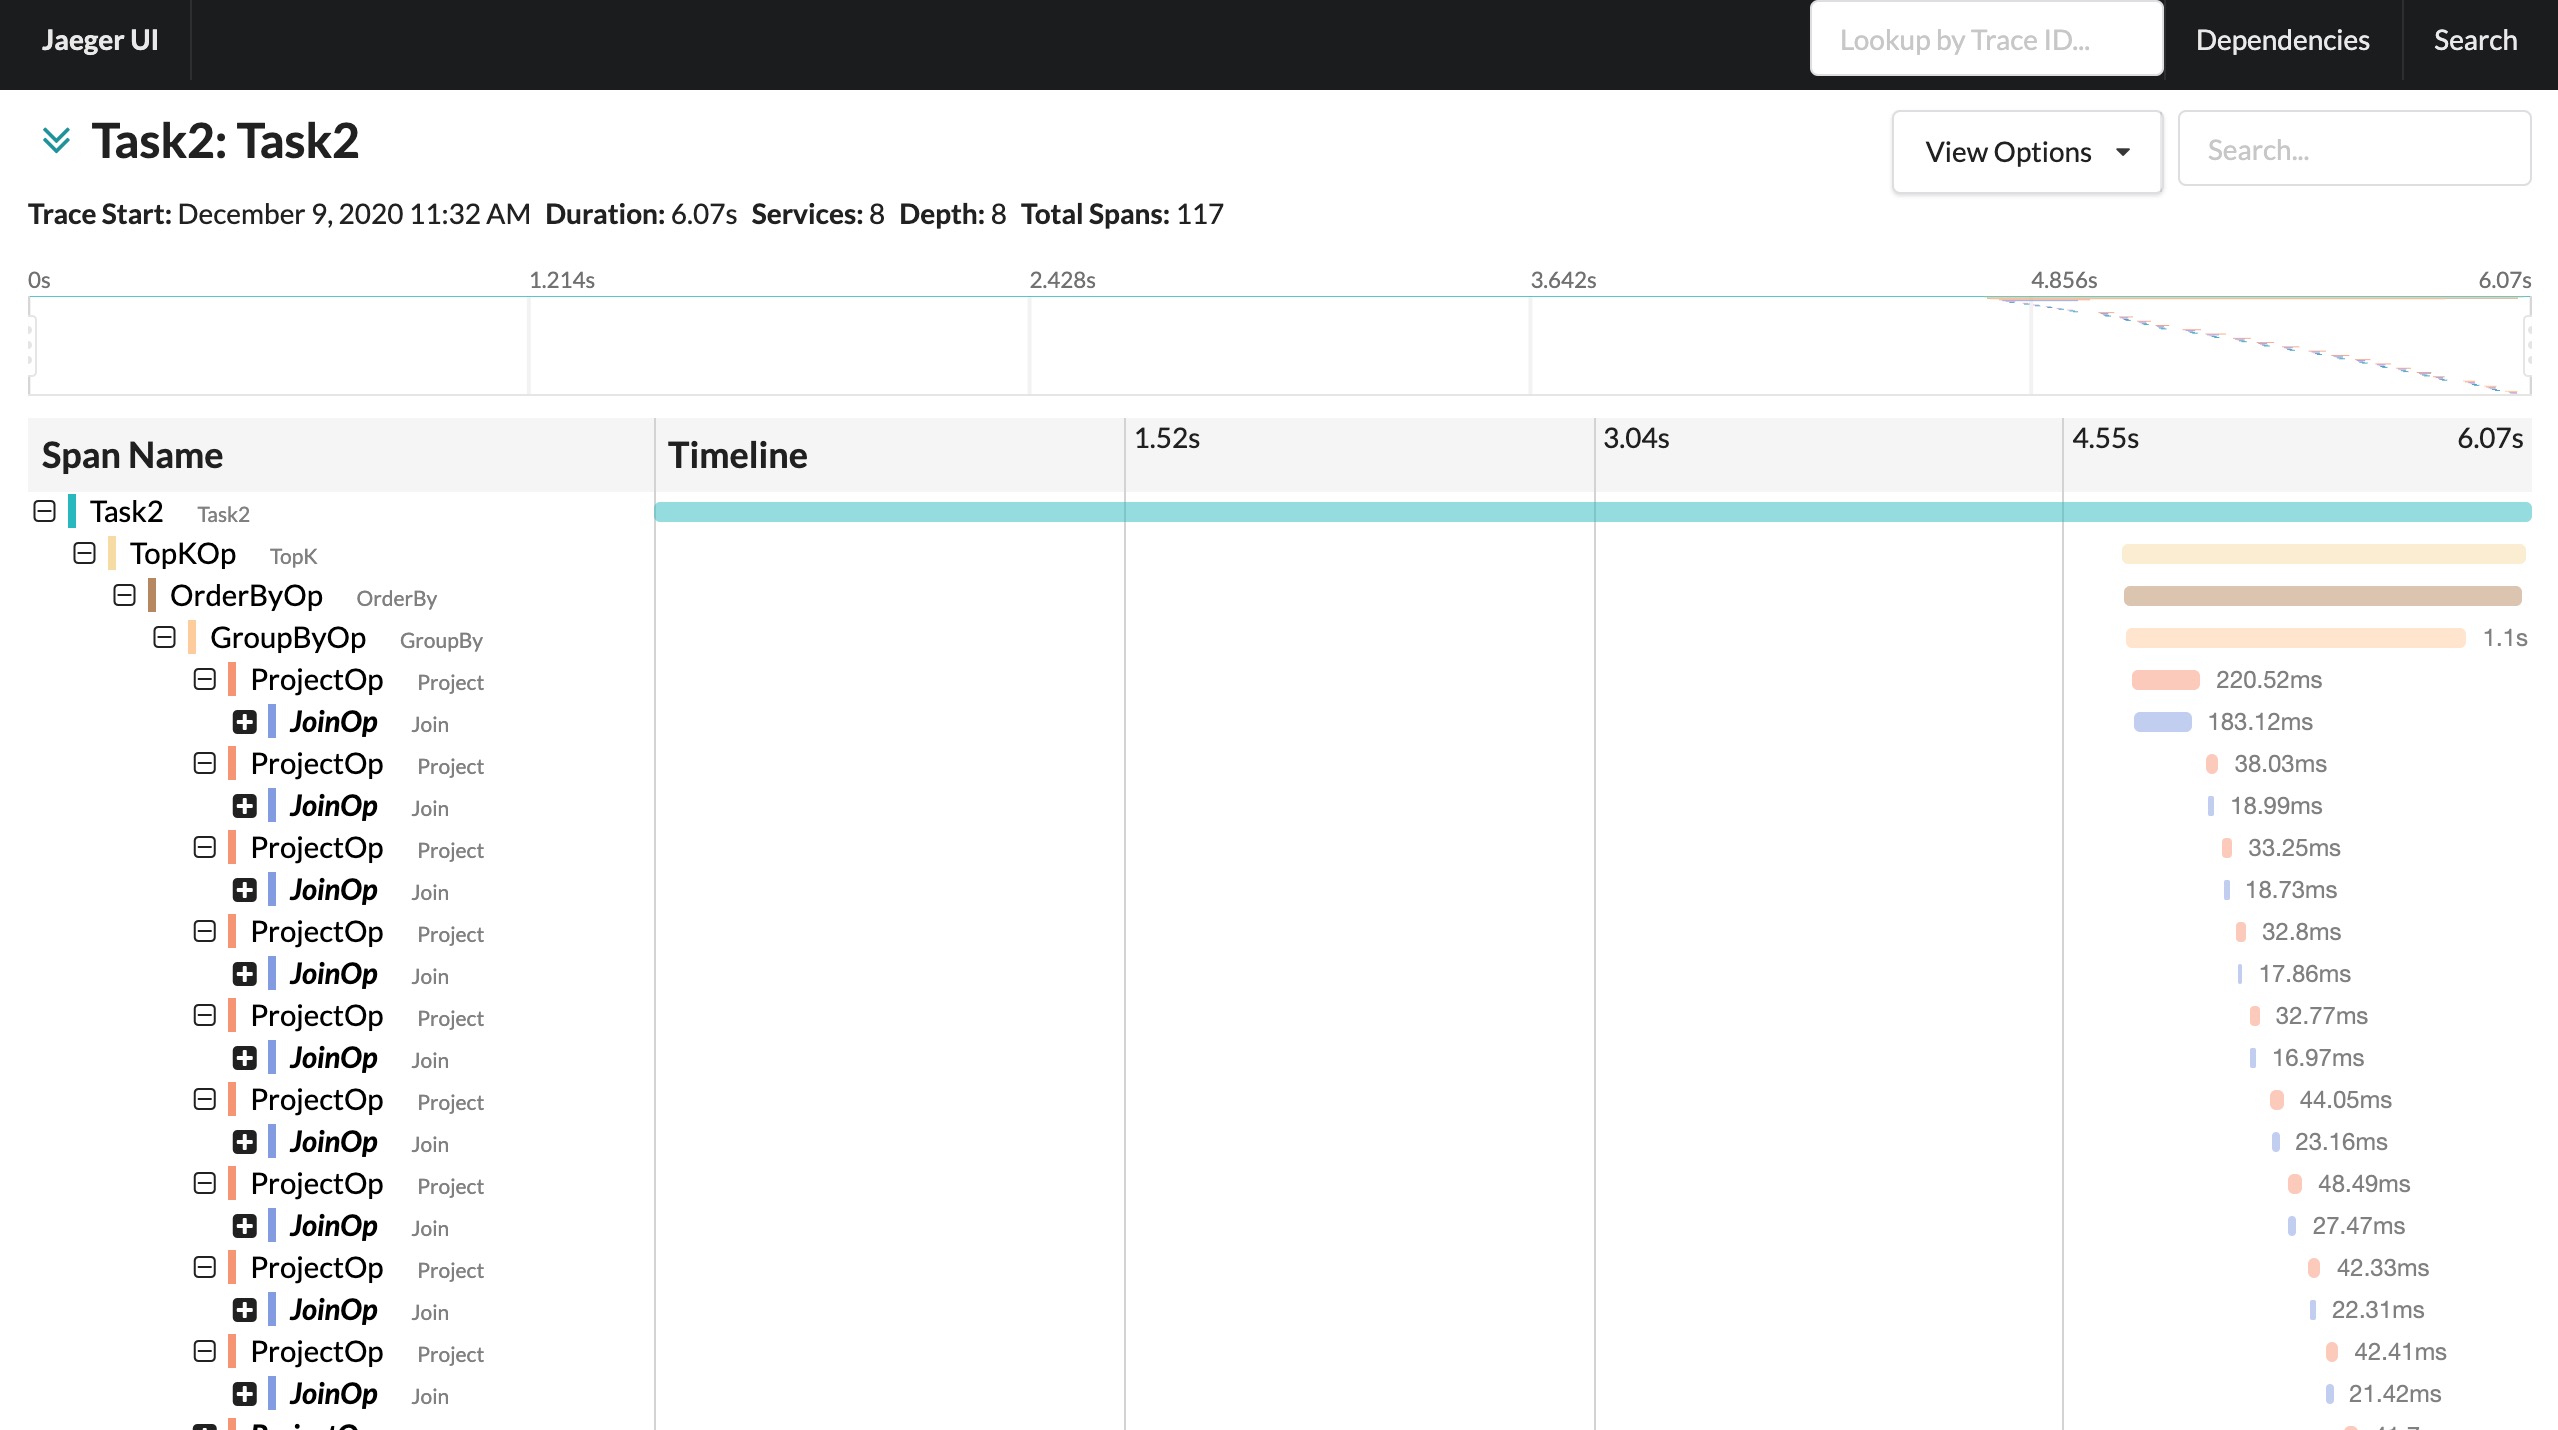 Jaeger UI Lookup by Trace ID... Dependencies Search
Task2: Task2 View Options Search...
Trace Start: December 9, 2020 11:32 AM Duration: 6.07s Services: 8 Depth: 8 Total Spans: 117
0s 1.214s 2.428s 3.642s 4.856s 6.07s
Span Name Timeline 1.52s 3.04s 4.55s 6.07s
Task2 Task2
TopKOp TopK
OrderByOp OrderBy
GroupByOp GroupBy 1.1s
ProjectOp Project 220.52ms
JoinOp Join 183.12ms
ProjectOp Project 38.03ms
JoinOp Join 18.99ms
ProjectOp Project 33.25ms
JoinOp Join 18.73ms
ProjectOp Project 32.8ms
JoinOp Join 17.86ms
ProjectOp Project 32.77ms
JoinOp Join 16.97ms
ProjectOp Project 44.05ms
JoinOp Join 23.16ms
ProjectOp Project 48.49ms
JoinOp Join 27.47ms
ProjectOp Project 42.33ms
JoinOp Join 22.31ms
ProjectOp Project 42.41ms
JoinOp Join 21.42ms